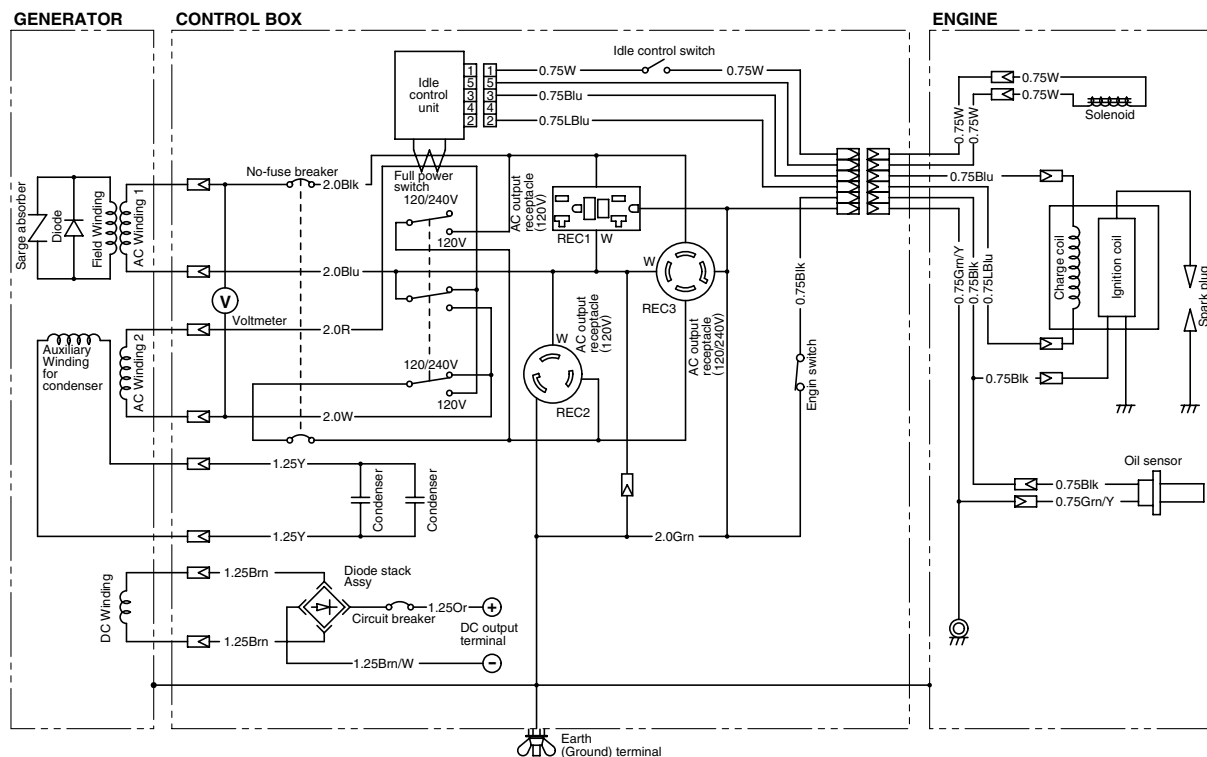 GENERATOR
CONTROL BOX
ENGINE
Idle control switch
Idle
control
unit
1
5
3
4
2
1
5
3
4
2
0.75W
0.75W
0.75Blu
0.75LBlu
0.75W
0.75W
Solenoid
0.75W
0.75W
No-fuse breaker
2.0Blk
Full power
switch
120/240V
120V
AC output
receptacle
(120V)
REC1
W
0.75Blu
Sarge absorber
Diode
Field Winding
AC Winding 1
2.0Blu
W
REC3
0.75Blk
0.75Grn/Y
0.75Blk
0.75LBlu
Charge coil
Ignition coil
Spark plug
V
Voltmeter
2.0R
Auxiliary
Winding
for
condenser
AC Winding 2
120/240V
120V
W
AC output
receptacle
(120V)
REC2
AC output
receptacle
(120/240V)
Engin switch
0.75Blk
2.0W
1.25Y
Condenser
Condenser
1.25Y
2.0Grn
Oil sensor
0.75Blk
0.75Grn/Y
DC Winding
1.25Brn
Diode stack
Assy
Circuit breaker
1.25Or
+
DC output
terminal
1.25Brn
1.25Brn/W
−
Earth
(Ground) terminal